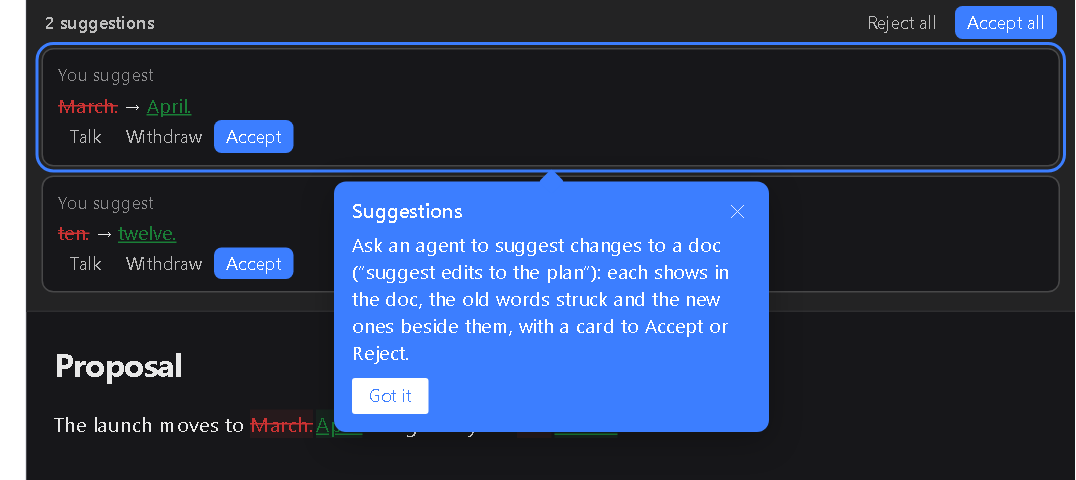 2 suggestions
Reject all
Accept all
You suggest
March. → April.
Talk Withdraw Accept
You suggest
ten. → twelve.
Talk Withdraw Accept
Suggestions
Ask an agent to suggest changes to a doc
("suggest edits to the plan"): each shows in
the doc, the old words struck and the new
ones beside them, with a card to Accept or
Reject.
Got it
Proposal
The launch moves to March.